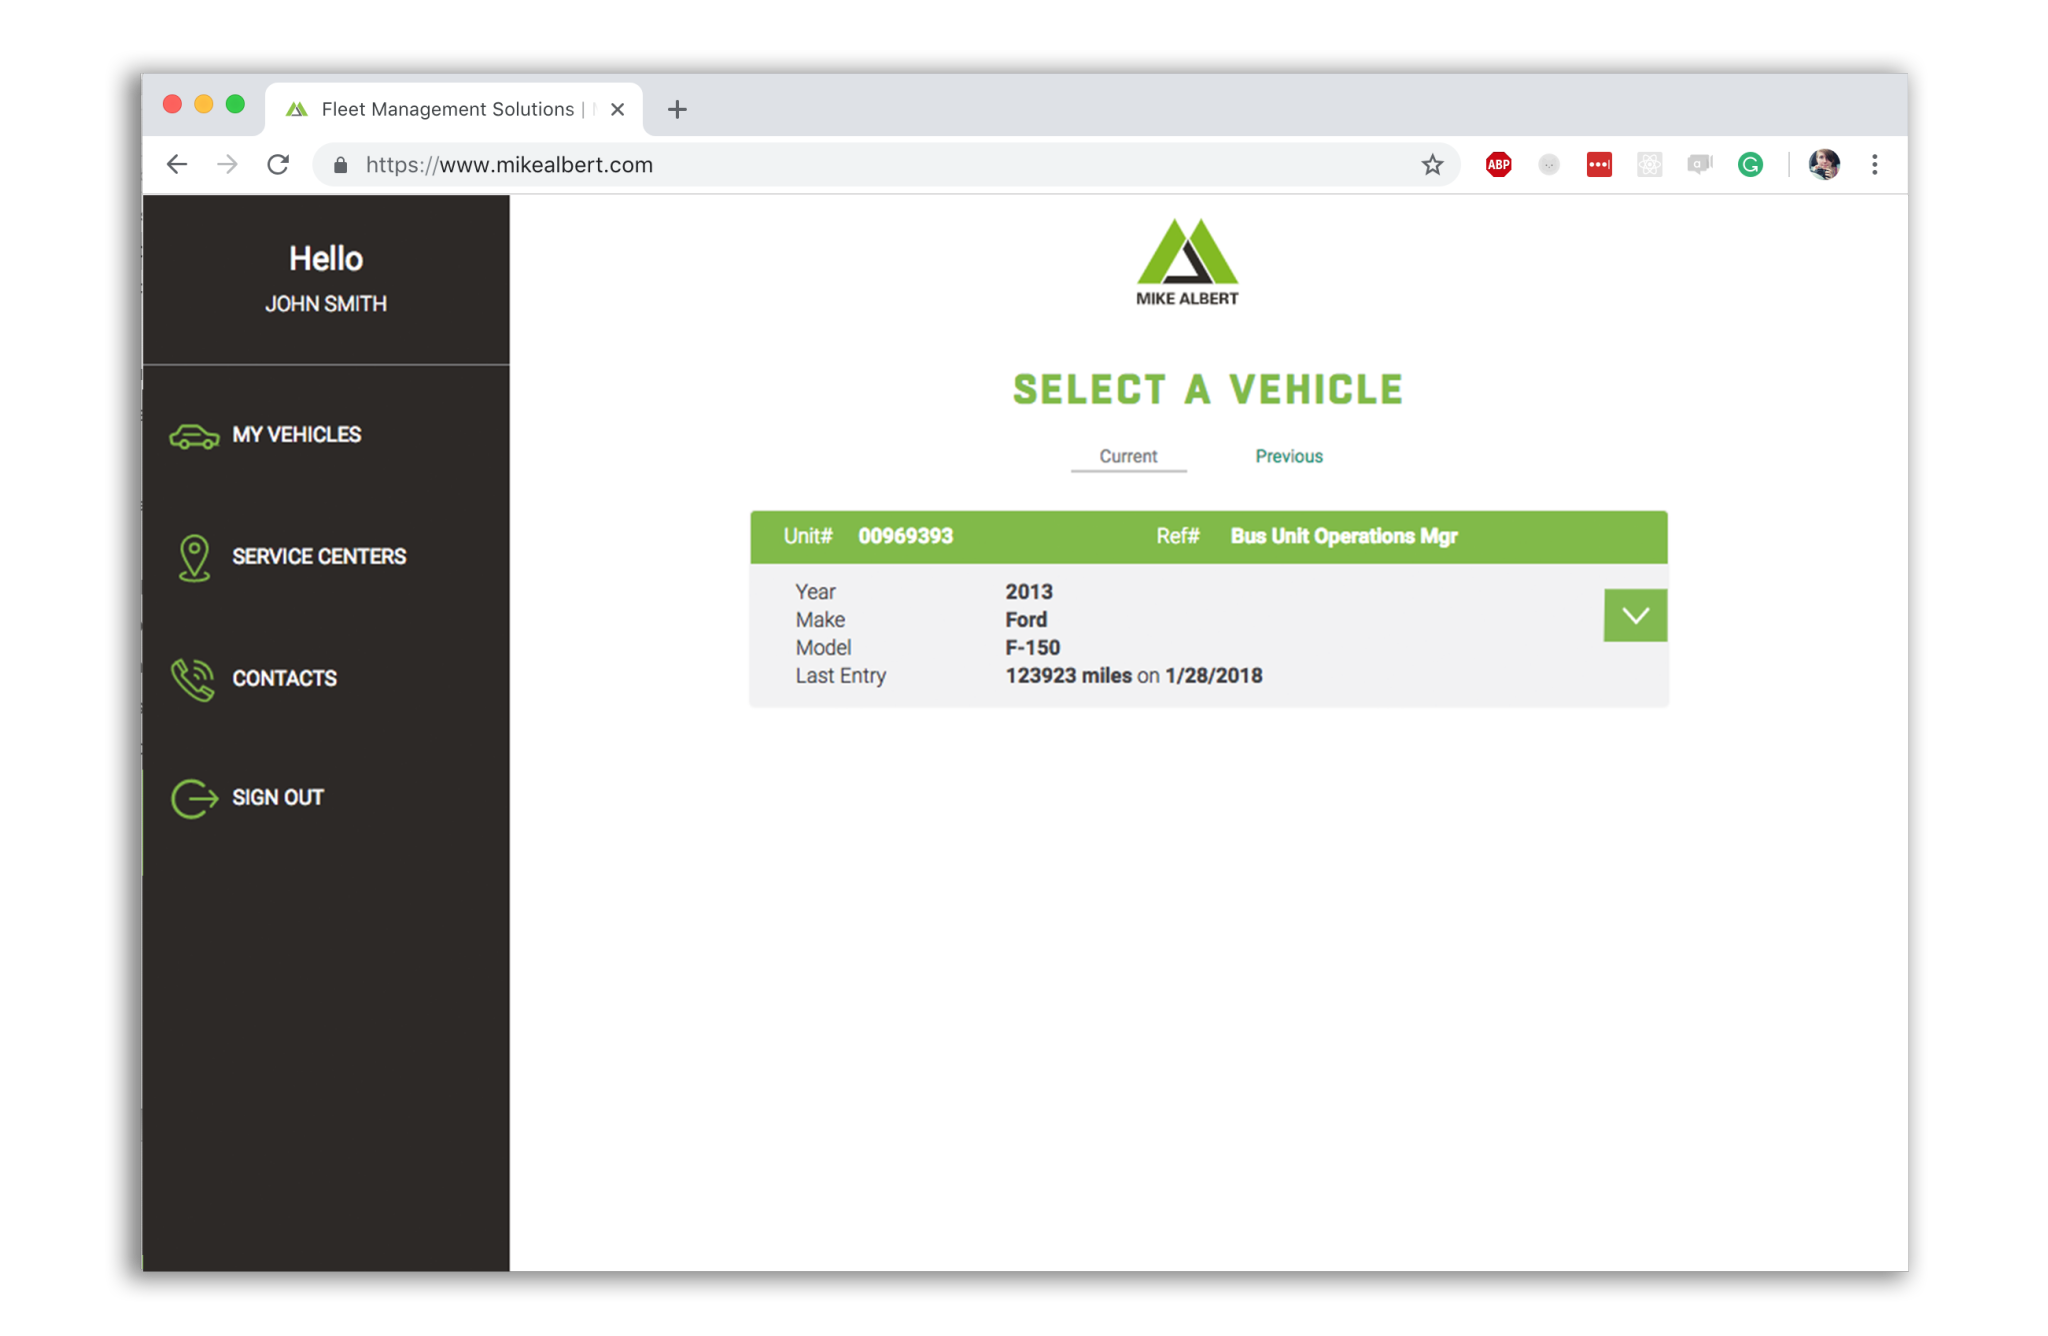 Fleet Management Solutions |
https://www.mikealbert.com
ABP
Hello
JOHN SMITH
MY VEHICLES
SERVICE CENTERS
CONTACTS
SIGN OUT
MIKE ALBERT
SELECT A VEHICLE
Current Previous
Unit# 00969393 Ref# Bus Unit Operations Mgr
Year 2013
Make Ford
Model F-150
Last Entry 123923 miles on 1/28/2018